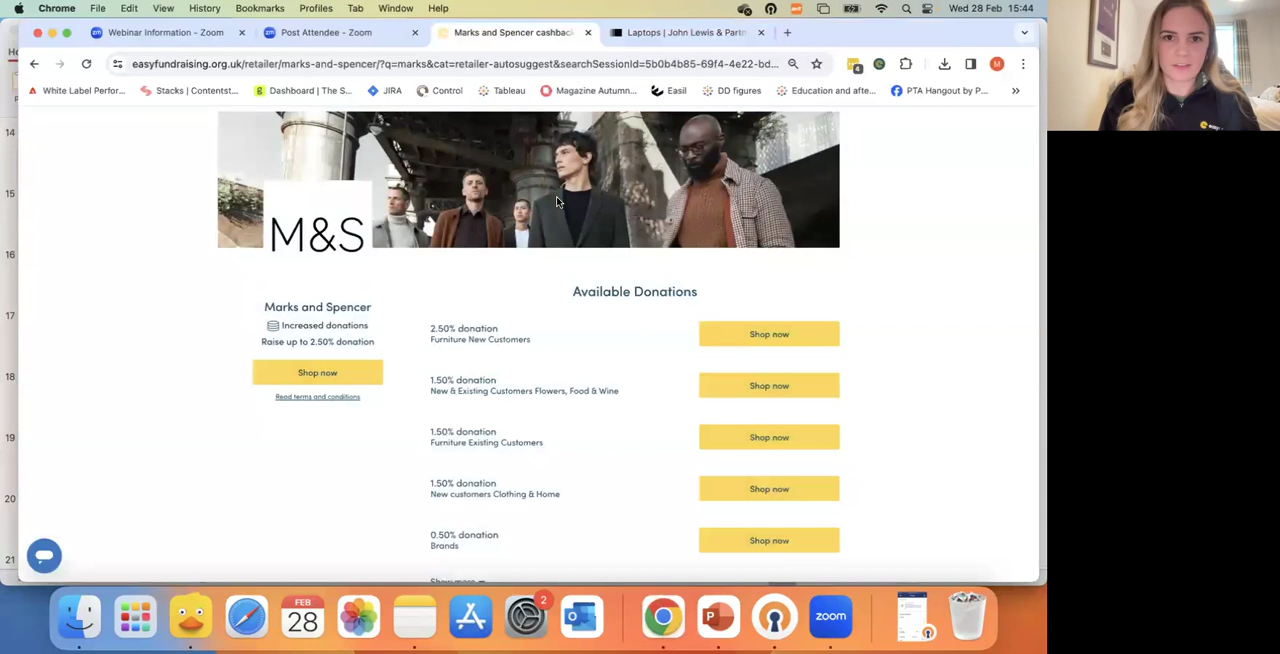 Chrome File Edit View History Bookmarks Profiles Tab Window Help
Wed 28 Feb 15:44
Webinar Information - Zoom
Post Attendee - Zoom
Marks and Spencer cashback
Laptops | John Lewis & Partn
easyfundraising.org.uk/retailer/marks-and-spencer/?q=marks&cat=retailer-autosuggest&searchSessionId=5b0b4b85-69f4-4e22-bd...
M
White Label Perfor...
Stacks | Contentst...
Dashboard | The S...
JIRA
Control
Tableau
Magazine Autumn...
Easil
DD figures
Education and afte...
PTA Hangout by P...
14
15
16
17
18
19
20
21
M&S
Marks and Spencer
Increased donations
Raise up to 2.50% donation
Shop now
Read terms and conditions
Available Donations
2.50% donation
Furniture New Customers
Shop now
1.50% donation
New & Existing Customers Flowers, Food & Wine
Shop now
1.50% donation
Furniture Existing Customers
Shop now
1.50% donation
New customers Clothing & Home
Shop now
0.50% donation
Brands
Shop now
Show more
FEB
28
2
zoom